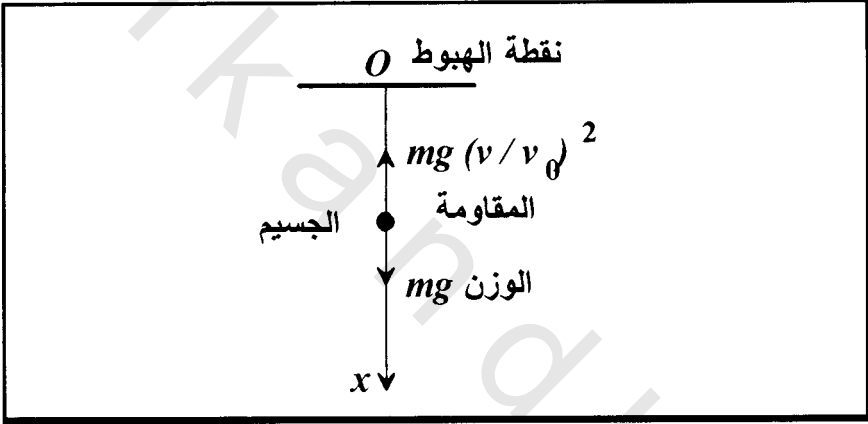 O نقطة الهبوط
mg (v / v₀)²
المقاومة
الجسيم
mg الوزن
x